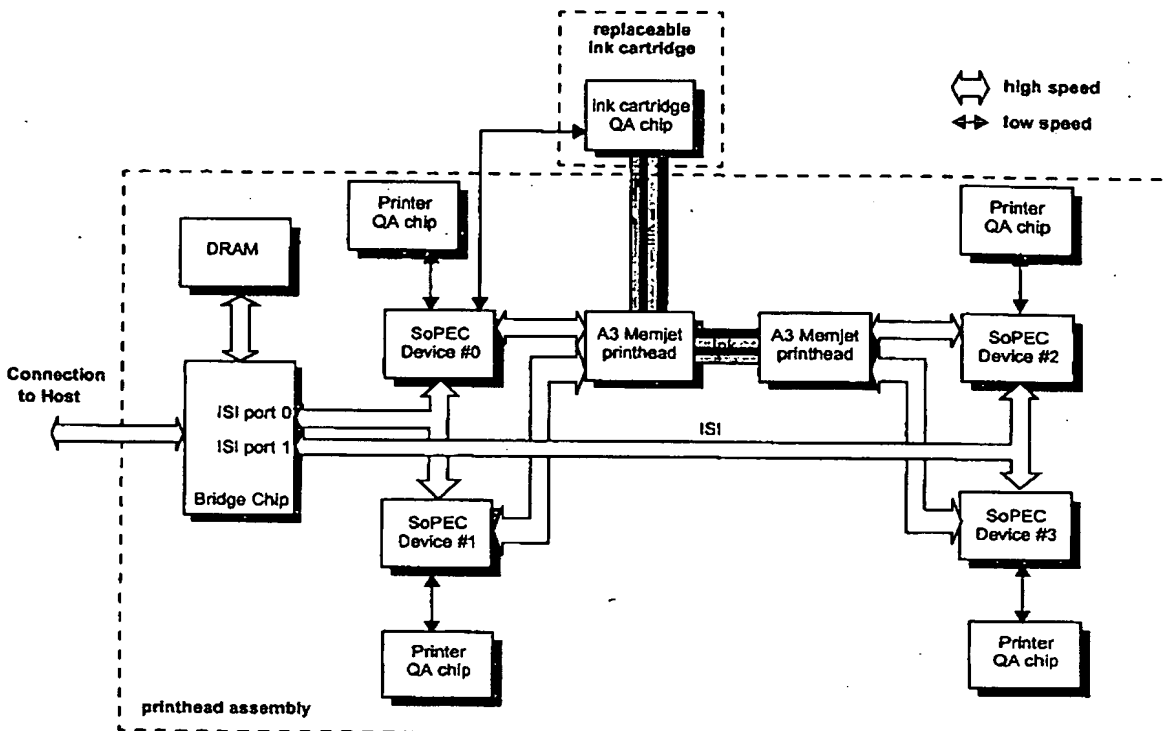 replaceable
ink cartridge
ink cartridge
QA chip
high speed
low speed
Printer
QA chip
Printer
QA chip
DRAM
SoPEC
Device #0
A3 Memjet
printhead
Ink
Ink
A3 Memjet
printhead
SoPEC
Device #2
Connection
to Host
ISI port 0
ISI port 1
ISI
Bridge Chip
SoPEC
Device #1
SoPEC
Device #3
Printer
QA chip
Printer
QA chip
printhead assembly